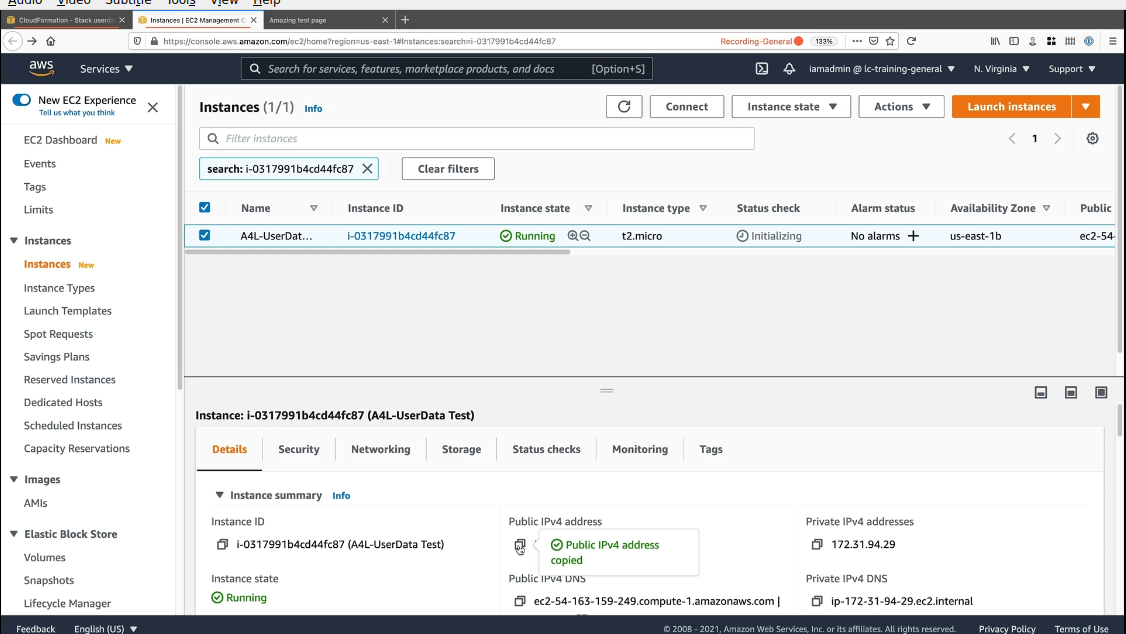 Audio Video Subtitle Tools View Help
CloudFormation - Stack userda
Instances | EC2 Management C
Amazing test page
https://console.aws.amazon.com/ec2/home?region=us-east-1#Instances:search=i-0317991b4cd44fc87
Recording-General
133%
aws
Services
Search for services, features, marketplace products, and docs
[Option+S]
iamadmin @ lc-training-general
N. Virginia
Support
New EC2 Experience
Tell us what you think
EC2 Dashboard New
Events
Tags
Limits
Instances
Instances New
Instance Types
Launch Templates
Spot Requests
Savings Plans
Reserved Instances
Dedicated Hosts
Scheduled Instances
Capacity Reservations
Images
AMIs
Elastic Block Store
Volumes
Snapshots
Lifecycle Manager
Instances (1/1) Info
Connect
Instance state
Actions
Launch instances
Filter instances
1
search: i-0317991b4cd44fc87
Clear filters
Name Instance ID Instance state Instance type Status check Alarm status Availability Zone Public
A4L-UserDat... i-0317991b4cd44fc87 Running t2.micro Initializing No alarms us-east-1b ec2-54-
Instance: i-0317991b4cd44fc87 (A4L-UserData Test)
Details Security Networking Storage Status checks Monitoring Tags
Instance summary Info
Instance ID
i-0317991b4cd44fc87 (A4L-UserData Test)
Public IPv4 address
Public IPv4 address
copied
Private IPv4 addresses
172.31.94.29
Instance state
Running
Public IPv4 DNS
ec2-54-163-159-249.compute-1.amazonaws.com |
Private IPv4 DNS
ip-172-31-94-29.ec2.internal
Feedback
English (US)
© 2008 - 2021, Amazon Web Services, Inc. or its affiliates. All rights reserved.
Privacy Policy
Terms of Use